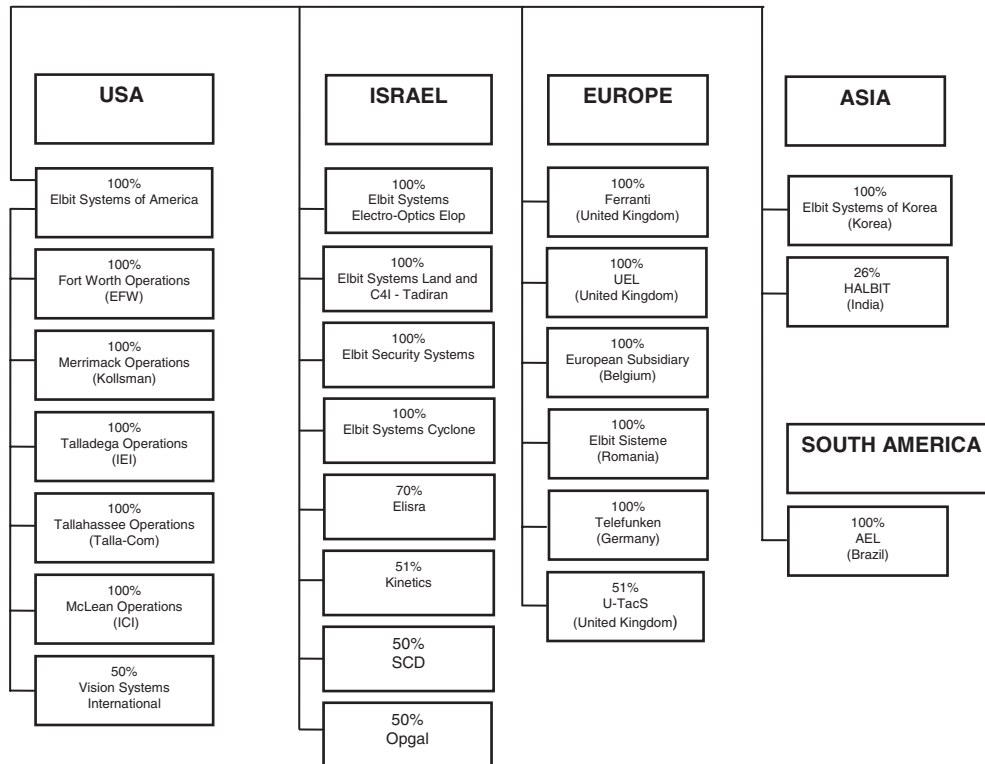 USA
100%
Elbit Systems of America
100%
Fort Worth Operations
(EFW)
100%
Merrimack Operations
(Kollsman)
100%
Talladega Operations
(IEI)
100%
Tallahassee Operations
(Talla-Com)
100%
McLean Operations
(ICI)
50%
Vision Systems
International
ISRAEL
100%
Elbit Systems
Electro-Optics Elop
100%
Elbit Systems Land and
C4I - Tadiran
100%
Elbit Security Systems
100%
Elbit Systems Cyclone
70%
Elisra
51%
Kinetics
50%
SCD
50%
Opgal
EUROPE
100%
Ferranti
(United Kingdom)
100%
UEL
(United Kingdom)
100%
European Subsidiary
(Belgium)
100%
Elbit Sisteme
(Romania)
100%
Telefunken
(Germany)
51%
U-TacS
(United Kingdom)
ASIA
100%
Elbit Systems of Korea
(Korea)
26%
HALBIT
(India)
SOUTH AMERICA
100%
AEL
(Brazil)